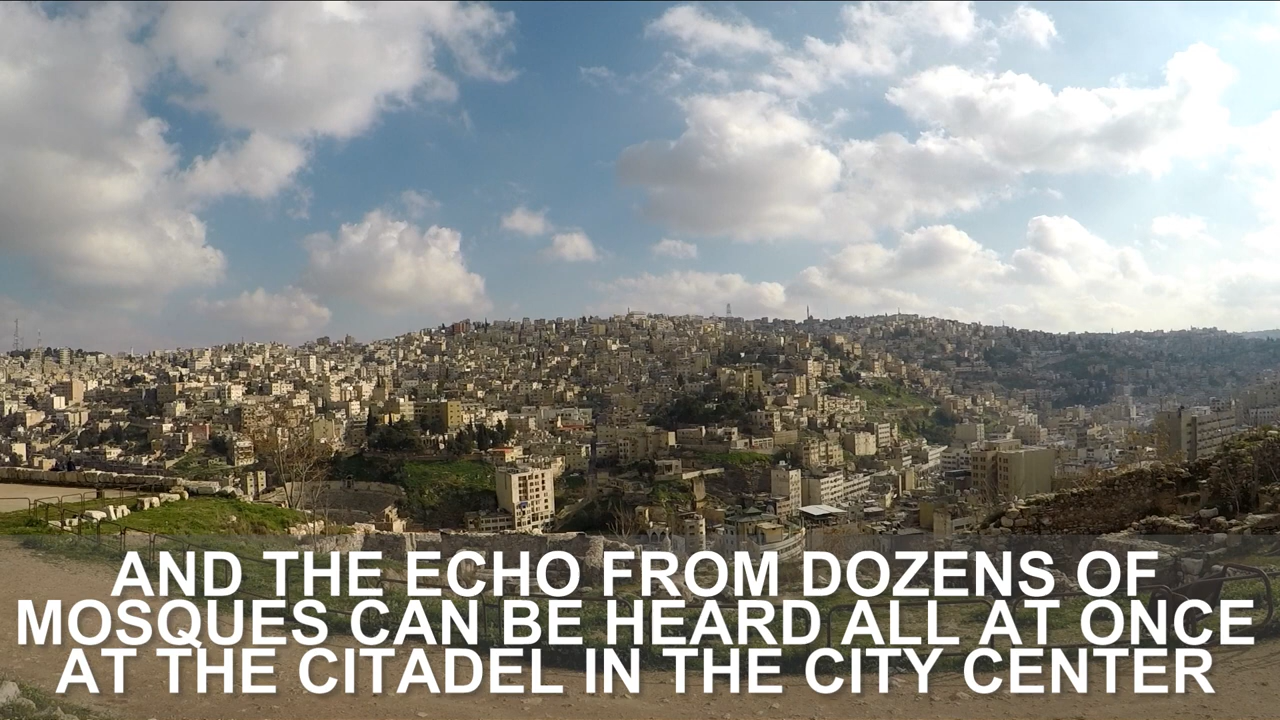 AND THE ECHO FROM DOZENS OF
MOSQUES CAN BE HEARD ALL AT ONCE
AT THE CITADEL IN THE CITY CENTER